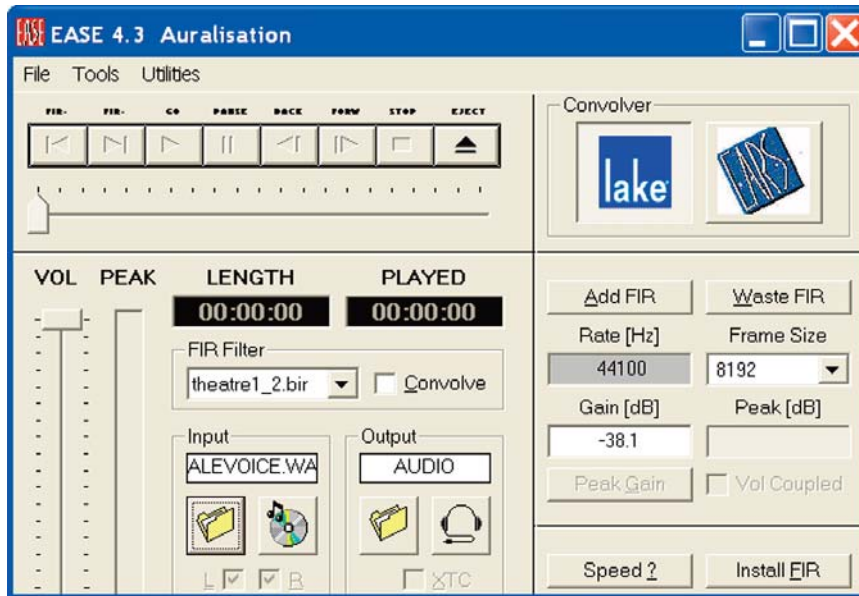 EASE EASE 4.3 Auralisation
File Tools Utilities
FIR- FIR- GO PAUSE BACK FORW STOP EJECT
Convolver
lake
EARS
VOL PEAK LENGTH PLAYED
00:00:00 00:00:00
FIR Filter
theatre1_2.bir Convolve
Input Output
ALEVOICE.WA AUDIO
L R XTC
Add FIR Waste FIR
Rate [Hz] Frame Size
44100 8192
Gain [dB] Peak [dB]
-38.1
Peak Gain Vol Coupled
Speed ? Install FIR